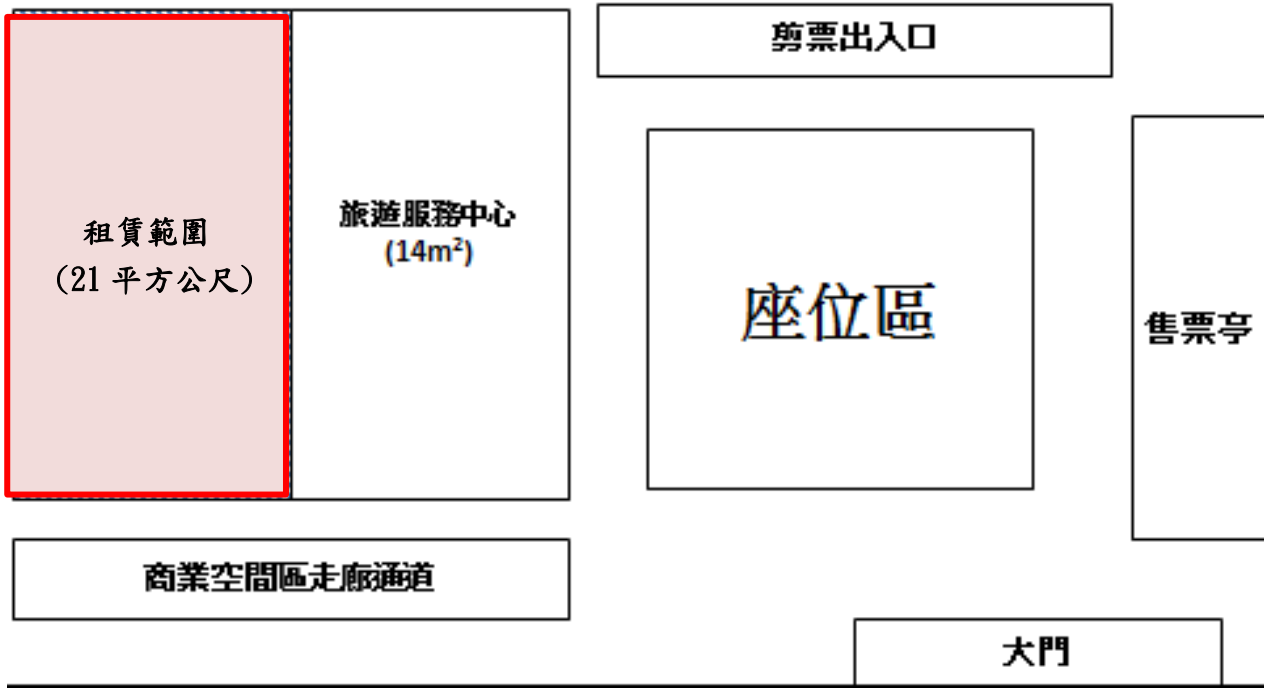 剪票出入口
租賃範圍
(21 平方公尺)
旅遊服務中心
(14m²)
座位區
售票亭
商業空間區走廊通道
大門